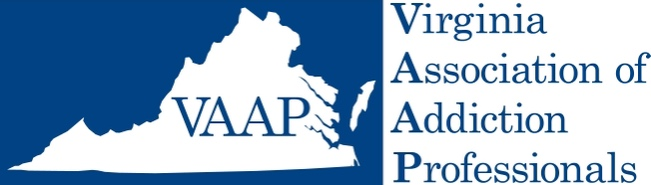 VAAP
Virginia
Association of
Addiction
Professionals